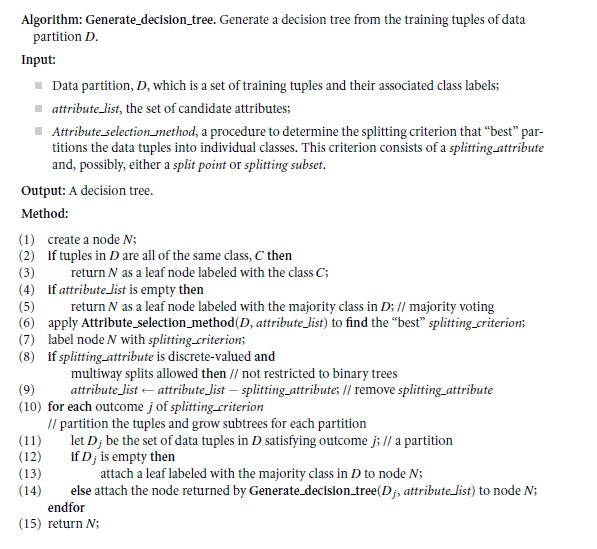 Algorithm: Generate_decision_tree. Generate a decision tree from the training tuples of data
partition D.
Input:
Data partition, D, which is a set of training tuples and their associated class labels;
attribute_list, the set of candidate attributes;
Attribute_selection_method, a procedure to determine the splitting criterion that “best” par-
titions the data tuples into individual classes. This criterion consists of a splitting_attribute
and, possibly, either a split point or splitting subset.
Output: A decision tree.
Method:
(1) create a node N;
(2) if tuples in D are all of the same class, C then
(3) return N as a leaf node labeled with the class C;
(4) if attribute_list is empty then
(5) return N as a leaf node labeled with the majority class in D; // majority voting
(6) apply Attribute_selection_method(D, attribute_list) to find the “best” splitting_criterion;
(7) label node N with splitting_criterion;
(8) if splitting_attribute is discrete-valued and
multiway splits allowed then // not restricted to binary trees
(9) attribute_list ← attribute_list − splitting_attribute; // remove splitting_attribute
(10) for each outcome j of splitting_criterion
// partition the tuples and grow subtrees for each partition
(11) let Dj be the set of data tuples in D satisfying outcome j; // a partition
(12) if Dj is empty then
(13) attach a leaf labeled with the majority class in D to node N;
(14) else attach the node returned by Generate_decision_tree(Dj, attribute_list) to node N;
endfor
(15) return N;